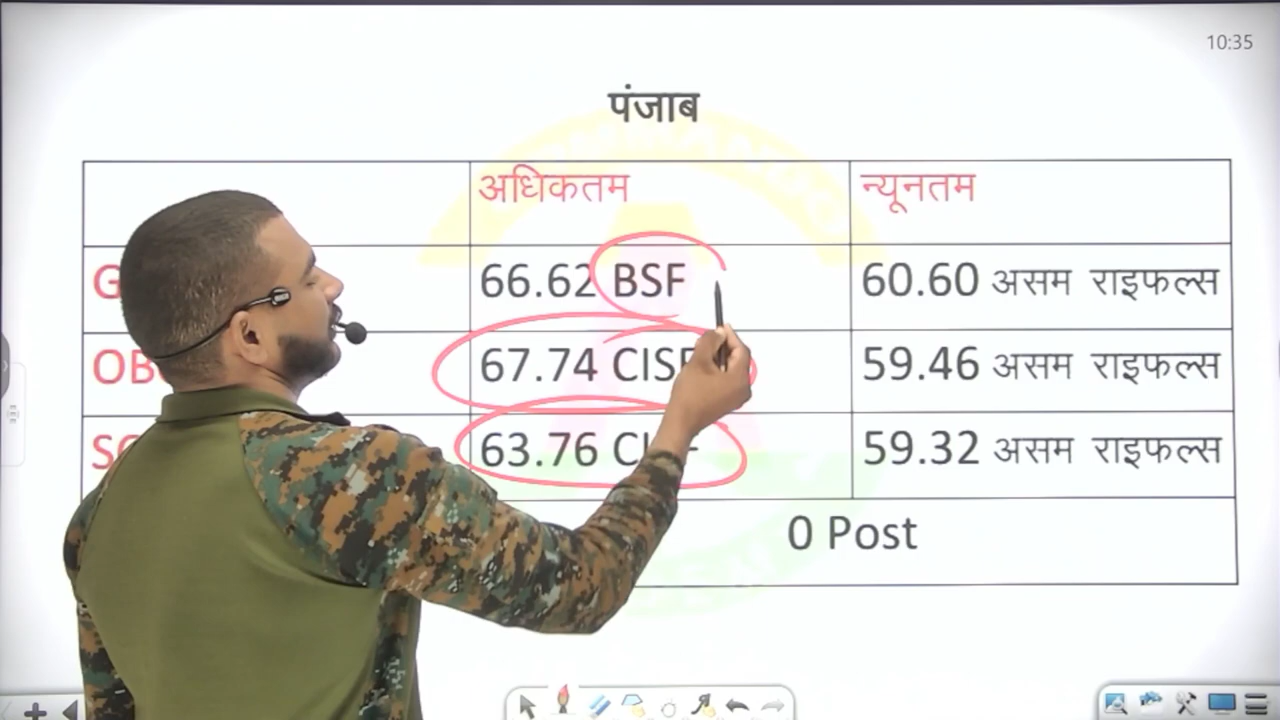 10:35
पंजाब
अधिकतम न्यूनतम
66.62 BSF 60.60 असम राइफल्स
67.74 59.46 असम राइफल्स
63.76 59.32 असम राइफल्स
0 Post